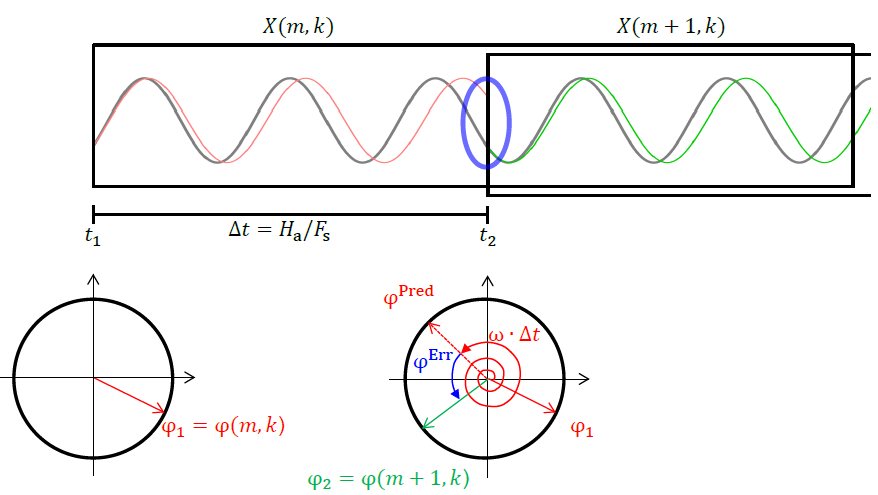 X(m, k)
X(m + 1, k)
t₁
Δt = Hₐ/Fₛ
t₂
φᴾʳᵉᵈ
ω · Δt
φᴱʳʳ
φ₁ = φ(m, k)
φ₁
φ₂ = φ(m + 1, k)